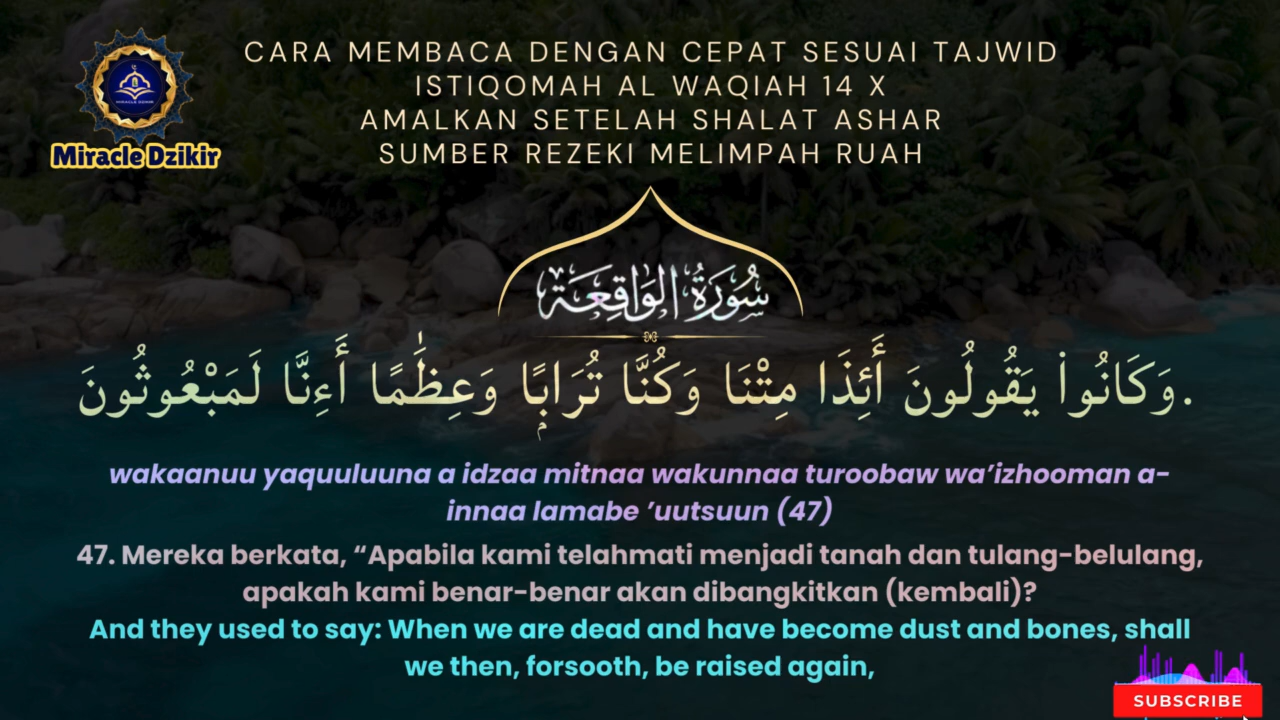 Miracle Dzikir
CARA MEMBACA DENGAN CEPAT SESUAI TAJWID
ISTIQOMAH AL WAQIAH 14 X
AMALKAN SETELAH SHALAT ASHAR
SUMBER REZEKI MELIMPAH RUAH
سُورَةُ الوَاقِعَة
وَكَانُوا۟ يَقُولُونَ أَئِذَا مِتْنَا وَكُنَّا تُرَابًۭا وَعِظَٰمًا أَءِنَّا لَمَبْعُوثُونَ.
wakaanuu yaquuluuna a idzaa mitnaa wakunnaa turoobaw wa’izhooman a-
innaa lamabe ’uutsuun (47)
47. Mereka berkata, “Apabila kami telahmati menjadi tanah dan tulang-belulang,
apakah kami benar-benar akan dibangkitkan (kembali)?
And they used to say: When we are dead and have become dust and bones, shall
we then, forsooth, be raised again,
SUBSCRIBE